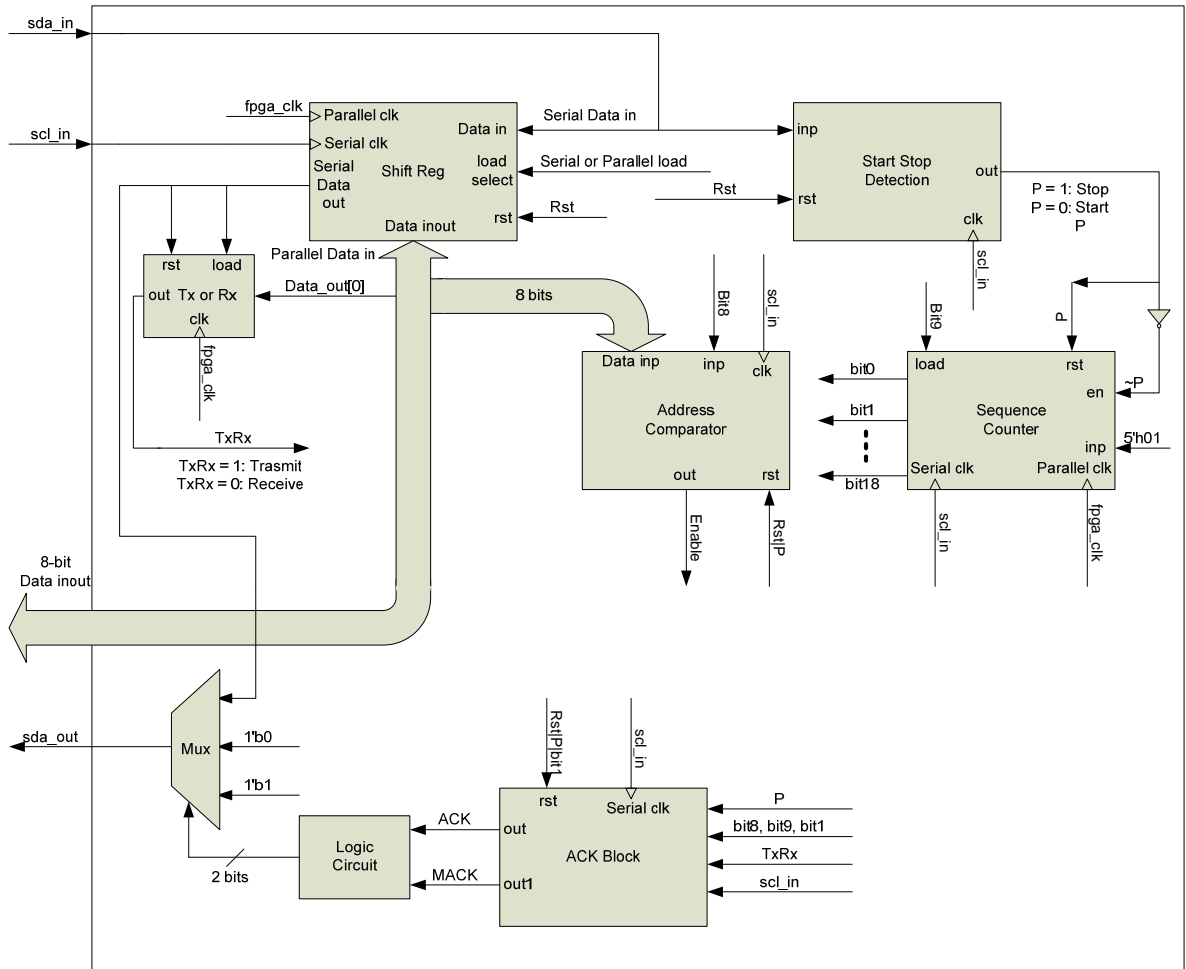 sda_in
fpga_clk
Parallel clk
Data in
Serial Data in
inp
scl_in
Serial clk
Serial
Data
out
Shift Reg
load
select
Serial or Parallel load
Start Stop
Detection
out
P = 1: Stop
P = 0: Start
P
Rst
rst
rst
Rst
Data inout
clk
scl_in
Parallel Data in
rst
load
out
Tx or Rx
clk
Data_out[0]
8 bits
fpga_clk
Bit8
scl_in
Bit9
P
Data inp
inp
clk
Address
Comparator
out
rst
Enable
Rst|P
bit0
bit1
bit18
load
rst
en
~P
Sequence
Counter
inp
5'h01
Serial clk
Parallel clk
scl_in
fpga_clk
TxRx
TxRx = 1: Trasmit
TxRx = 0: Receive
8-bit
Data inout
sda_out
Mux
1'b0
1'b1
2 bits
Logic
Circuit
ACK
MACK
Rst|P|bit1
scl_in
rst
Serial clk
out
out1
ACK Block
P
bit8, bit9, bit1
TxRx
scl_in